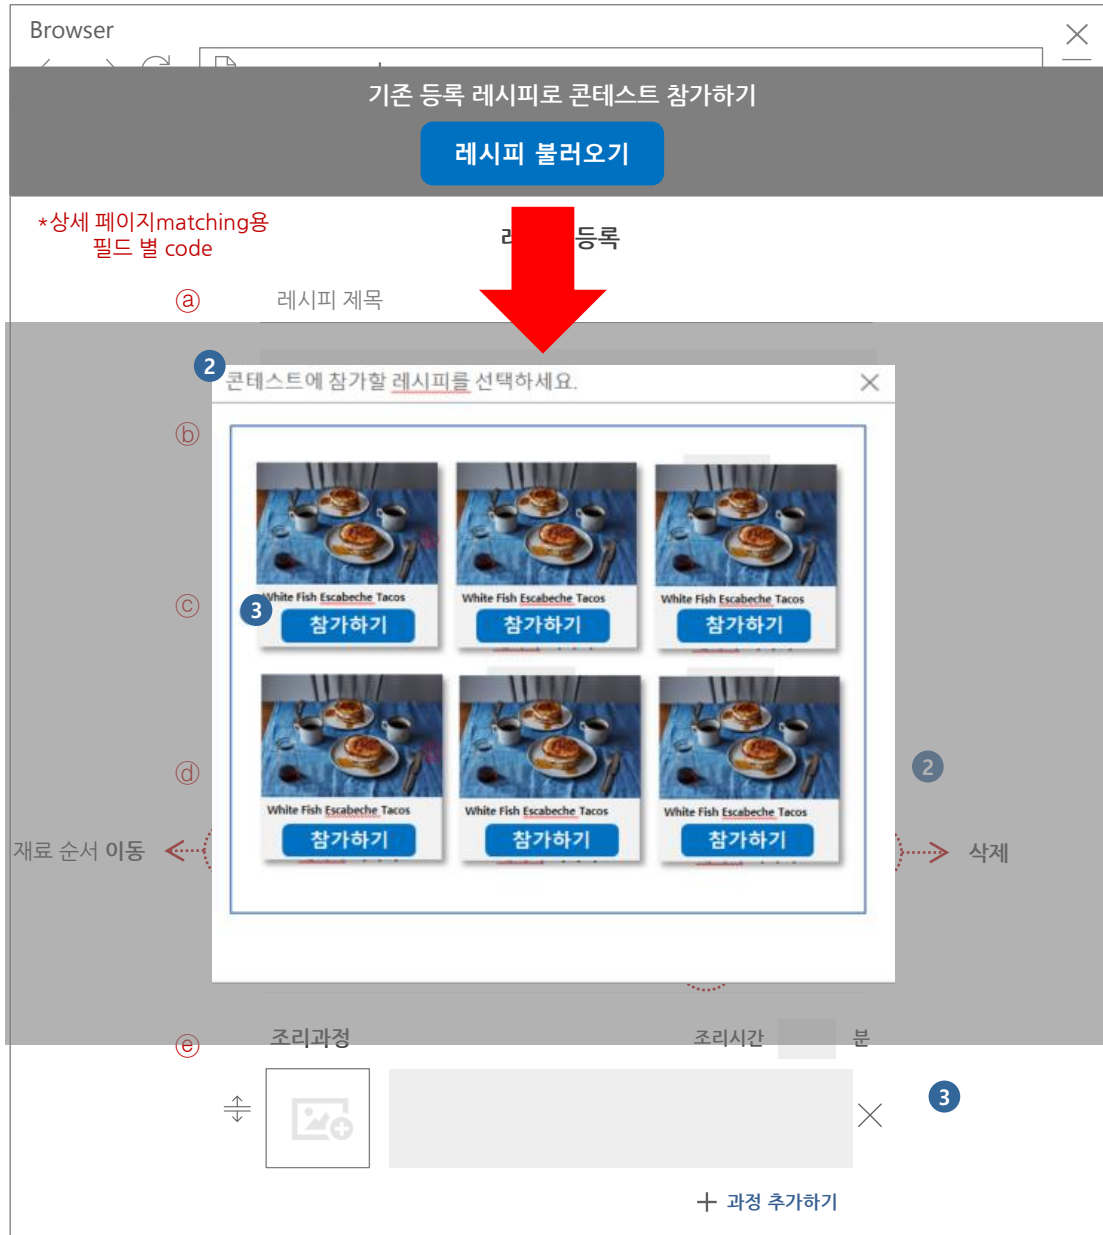 Browser
기존 등록 레시피로 콘테스트 참가하기
레시피 불러오기
*상세 페이지matching용
필드 별 code
등록
ⓐ
레시피 제목
2
콘테스트에 참가할 레시피를 선택하세요.
ⓑ
White Fish Escabeche Tacos
White Fish Escabeche Tacos
White Fish Escabeche Tacos
ⓒ
3
참가하기
참가하기
참가하기
ⓓ
2
White Fish Escabeche Tacos
White Fish Escabeche Tacos
White Fish Escabeche Tacos
참가하기
참가하기
참가하기
재료 순서 이동
삭제
ⓔ
조리과정
조리시간
분
3
과정 추가하기